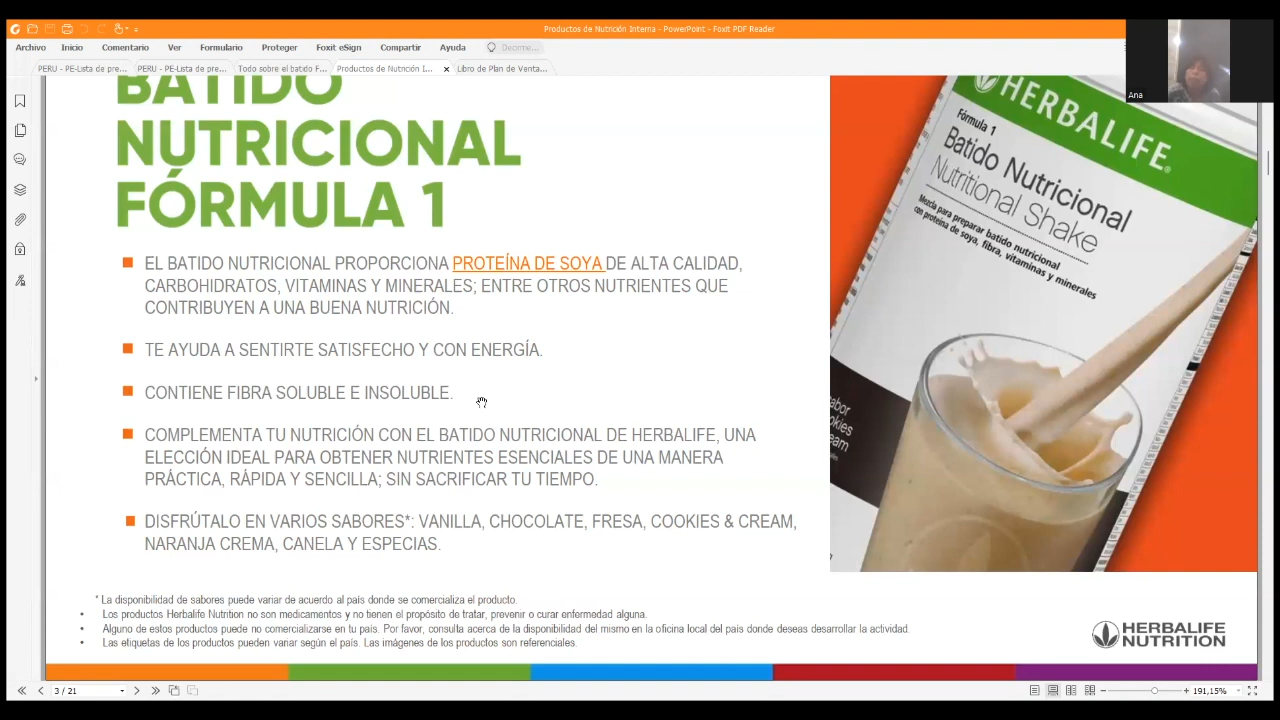 Productos de Nutrición Interna - PowerPoint - Foxit PDF Reader
Archivo Inicio Comentario Ver Formulario Proteger Foxit eSign Compartir Ayuda Decirme...
PERU - PE-Lista de pre... PERU - PE-Lista de pre... Todo sobre el batido F... Productos de Nutrición I... Libro de Plan de Venta...
Ana
BATIDO
NUTRICIONAL
FÓRMULA 1
EL BATIDO NUTRICIONAL PROPORCIONA PROTEÍNA DE SOYA DE ALTA CALIDAD,
CARBOHIDRATOS, VITAMINAS Y MINERALES; ENTRE OTROS NUTRIENTES QUE
CONTRIBUYEN A UNA BUENA NUTRICIÓN.
TE AYUDA A SENTIRTE SATISFECHO Y CON ENERGÍA.
CONTIENE FIBRA SOLUBLE E INSOLUBLE.
COMPLEMENTA TU NUTRICIÓN CON EL BATIDO NUTRICIONAL DE HERBALIFE, UNA
ELECCIÓN IDEAL PARA OBTENER NUTRIENTES ESENCIALES DE UNA MANERA
PRÁCTICA, RÁPIDA Y SENCILLA; SIN SACRIFICAR TU TIEMPO.
DISFRÚTALO EN VARIOS SABORES*: VANILLA, CHOCOLATE, FRESA, COOKIES & CREAM,
NARANJA CREMA, CANELA Y ESPECIAS.
HERBALIFE.
Fórmula 1
Batido Nutricional
Nutritional Shake
Mezcla para preparar batido nutricional
con proteína de soya, fibra, vitaminas y minerales
* La disponibilidad de sabores puede variar de acuerdo al país donde se comercializa el producto.
Los productos Herbalife Nutrition no son medicamentos y no tienen el propósito de tratar, prevenir o curar enfermedad alguna.
Alguno de estos productos puede no comercializarse en tu país. Por favor, consulta acerca de la disponibilidad del mismo en la oficina local del país donde deseas desarrollar la actividad.
Las etiquetas de los productos pueden variar según el país. Las imágenes de los productos son referenciales.
HERBALIFE
NUTRITION
3 / 21
191,15%